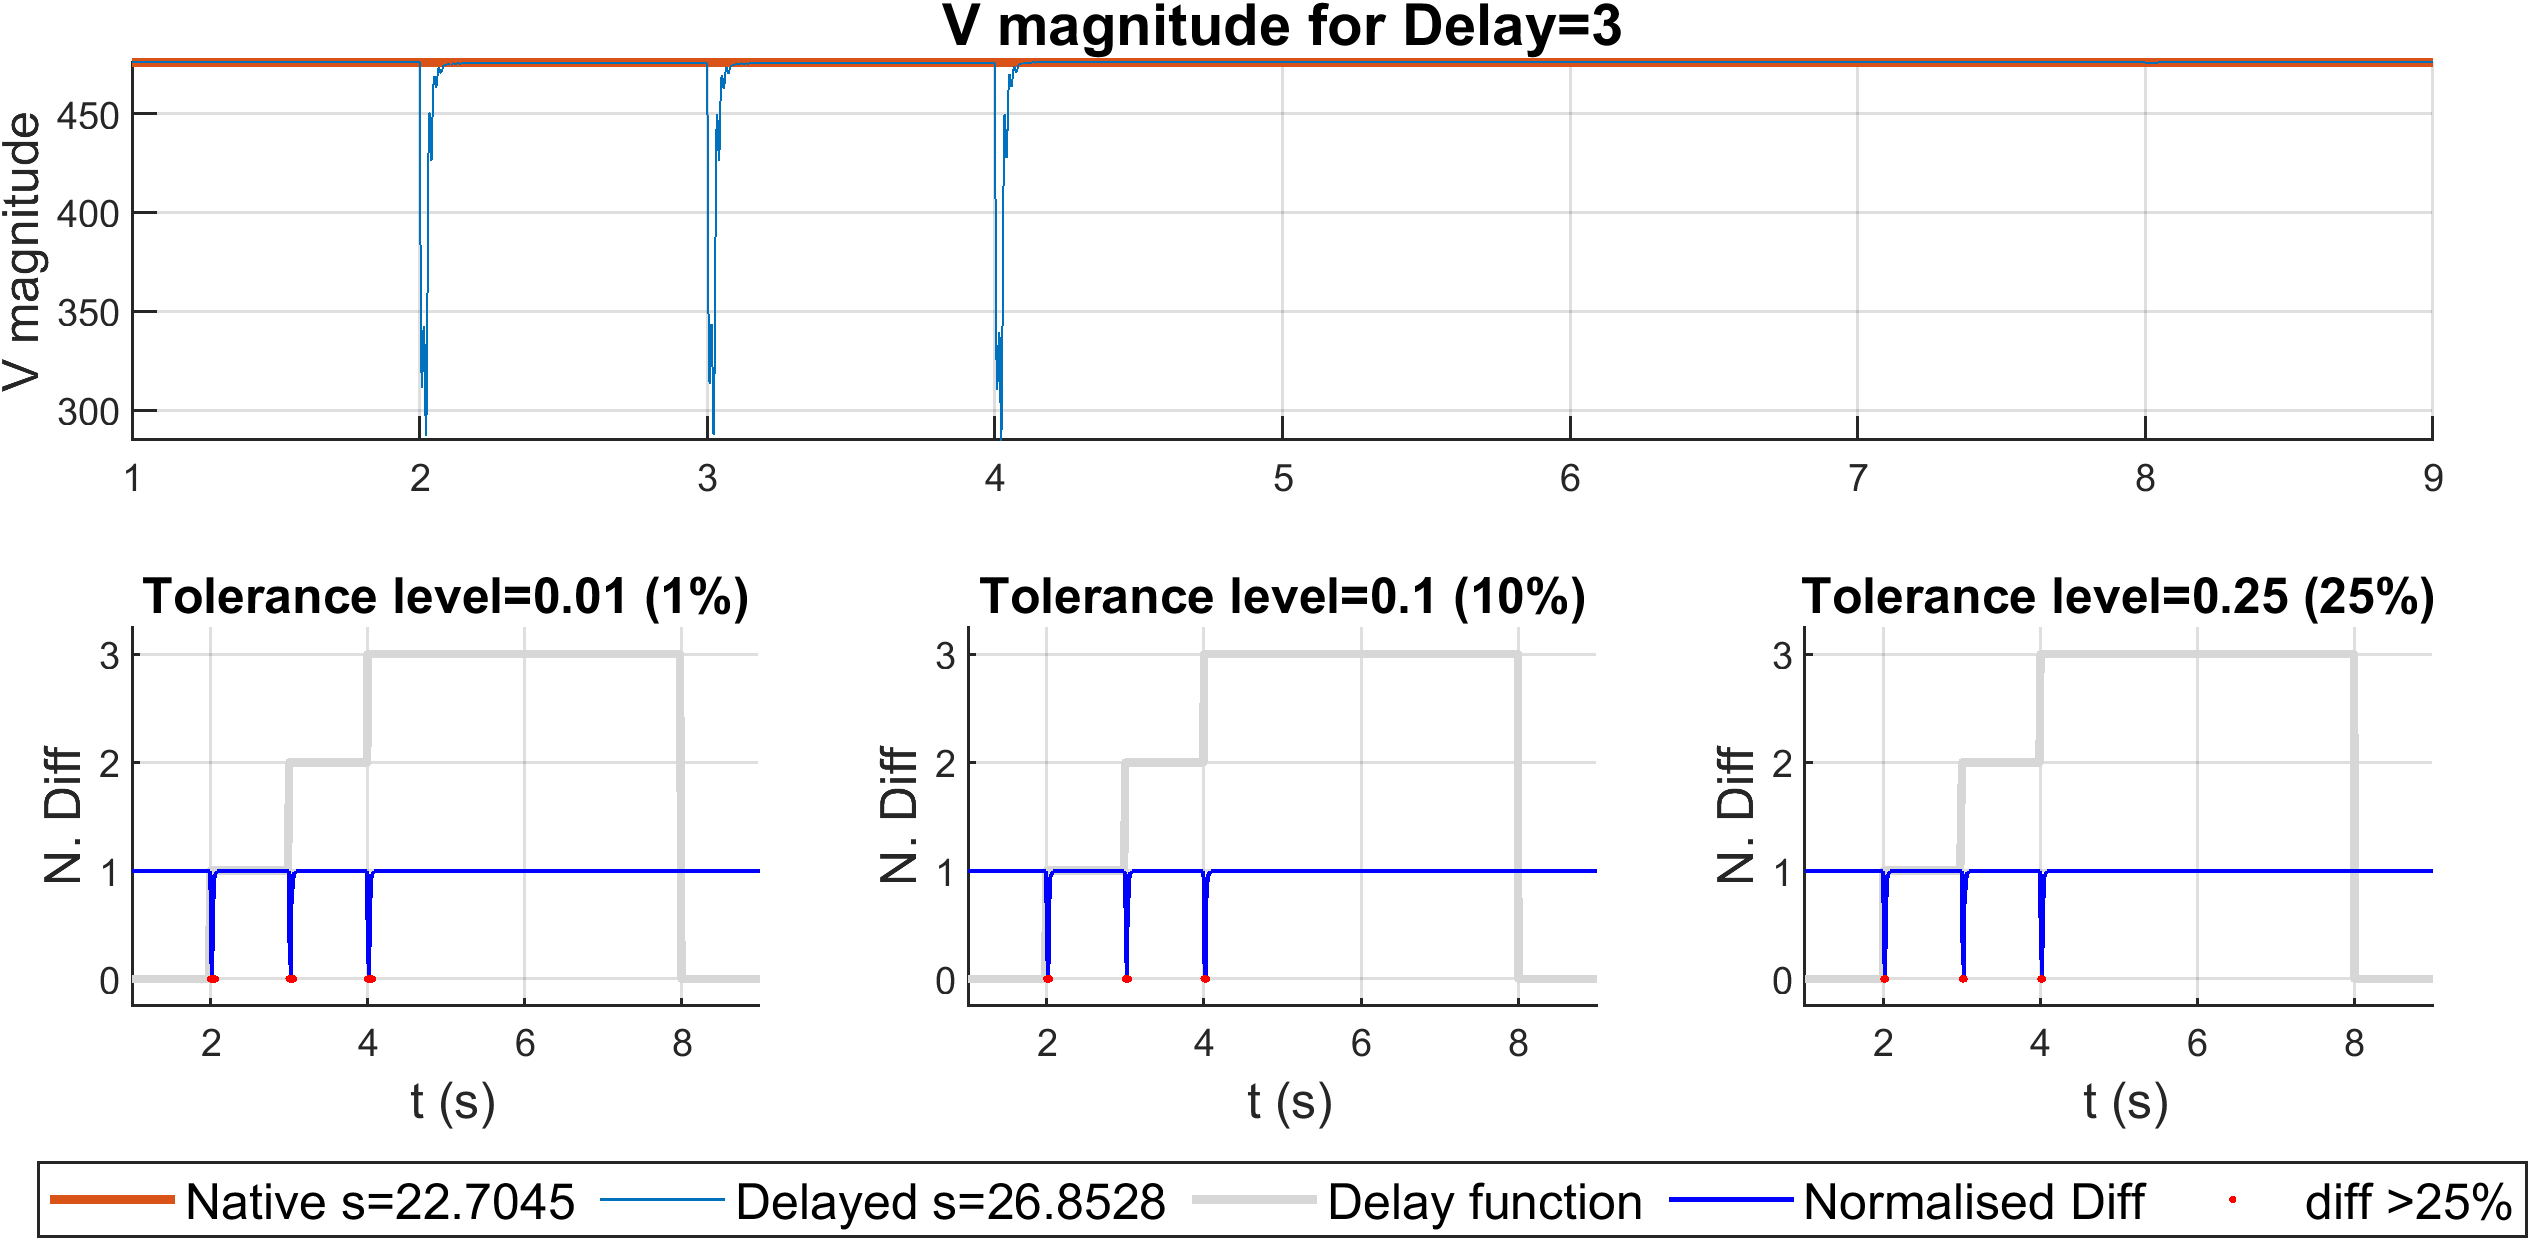 V magnitude for Delay=3
V magnitude
450
400
350
300
1 2 3 4 5 6 7 8 9
Tolerance level=0.01 (1%)
N. Diff
3
2
1
0
2 4 6 8
t (s)
Tolerance level=0.1 (10%)
N. Diff
3
2
1
0
2 4 6 8
t (s)
Tolerance level=0.25 (25%)
N. Diff
3
2
1
0
2 4 6 8
t (s)
Native s=22.7045 Delayed s=26.8528 Delay function Normalised Diff diff >25%